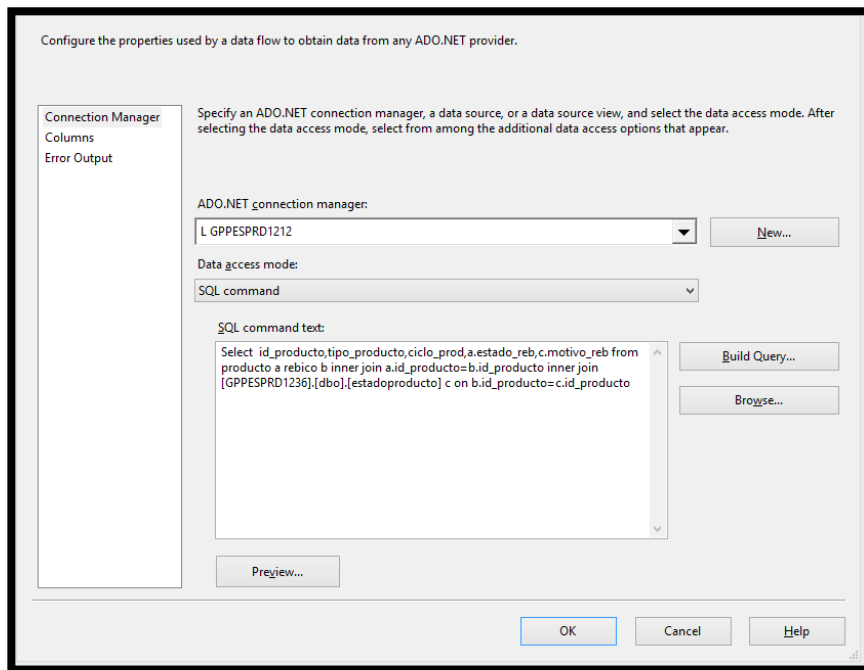 Configure the properties used by a data flow to obtain data from any ADO.NET provider.
Connection Manager
Columns
Error Output
Specify an ADO.NET connection manager, a data source, or a data source view, and select the data access mode. After
selecting the data access mode, select from among the additional data access options that appear.
ADO.NET connection manager:
L GPPESPRD1212
New...
Data access mode:
SQL command
SQL command text:
Select  id_producto,tipo_producto,ciclo_prod,a.estado_reb,c.motivo_reb from
producto a rebico b inner join a.id_producto=b.id_producto inner join
[GPPESPRD1236].[dbo].[estadoproducto] c on b.id_producto=c.id_producto
Build Query...
Browse...
Preview...
OK
Cancel
Help